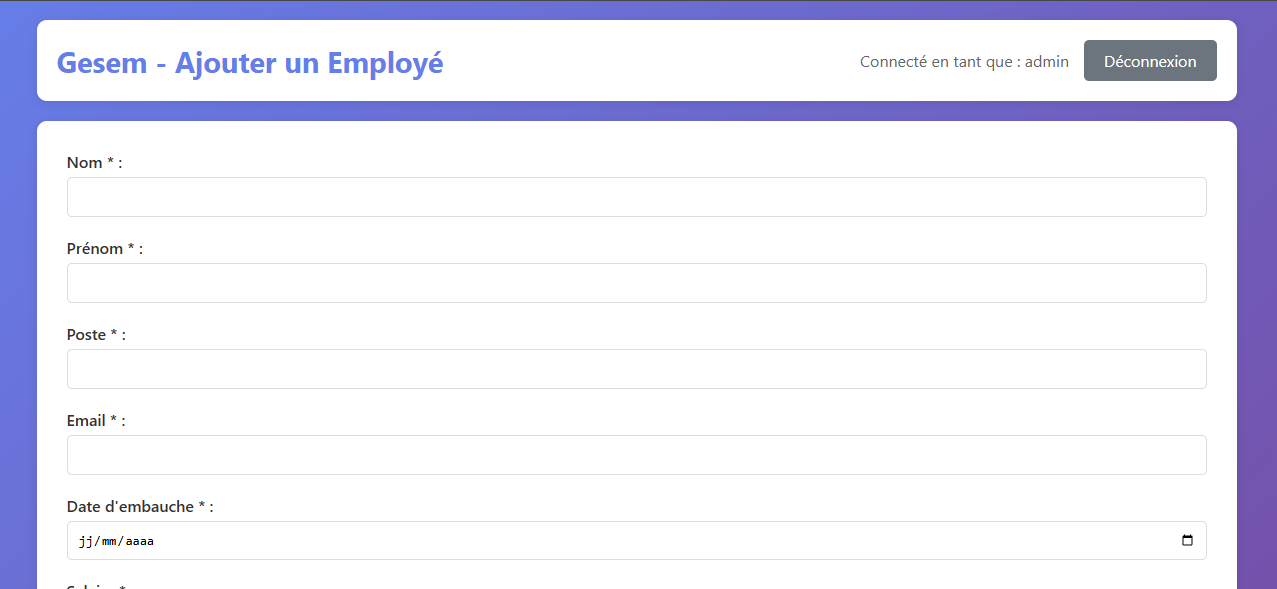 Gesem - Ajouter un Employé
Connecté en tant que : admin
Déconnexion
Nom * :
Prénom * :
Poste * :
Email * :
Date d'embauche * :
jj/mm/aaaa